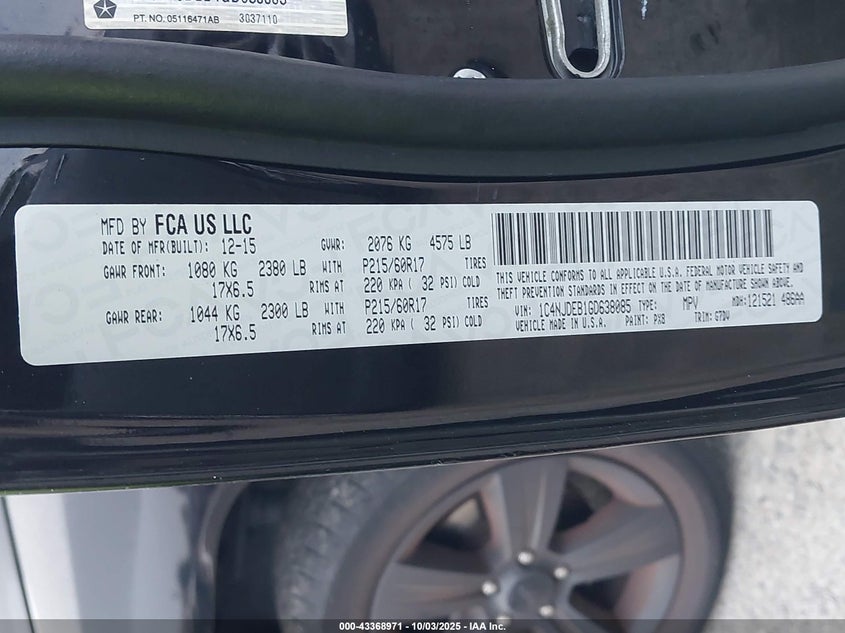 PT. NO. 05116471AB 3037110
MFD BY FCA US LLC
DATE OF MFR(BUILT): 12-15 GVWR: 2076 KG 4575 LB
GAWR FRONT: 1080 KG 2380 LB WITH P215/60R17 TIRES
17X6.5 RIMS AT 220 KPA ( 32 PSI) COLD
GAWR REAR: 1044 KG 2300 LB WITH P215/60R17 TIRES
17X6.5 RIMS AT 220 KPA ( 32 PSI) COLD
THIS VEHICLE CONFORMS TO ALL APPLICABLE U.S.A. FEDERAL MOTOR VEHICLE SAFETY AND
THEFT PREVENTION STANDARDS IN EFFECT ON THE DATE OF MANUFACTURE SHOWN ABOVE.
VIN: 1C4NJDEB1GD638085 TYPE: MPV MDH: 121521 486AA
VEHICLE MADE IN U.S.A. PAINT: PX8 TRIM: G7DV
000-43368971 - 10/03/2025 - IAA Inc.